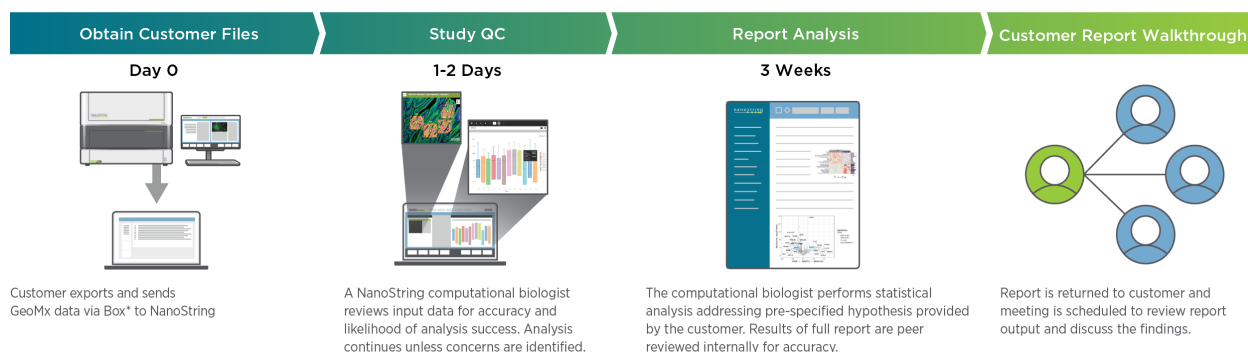 Obtain Customer Files
Study QC
Report Analysis
Customer Report Walkthrough
Day 0
1-2 Days
3 Weeks
nanoString
Customer exports and sends
GeoMx data via Box* to NanoString
A NanoString computational biologist
reviews input data for accuracy and
likelihood of analysis success. Analysis
continues unless concerns are identified.
The computational biologist performs statistical
analysis addressing pre-specified hypothesis provided
by the customer. Results of full report are peer
reviewed internally for accuracy.
Report is returned to customer and
meeting is scheduled to review report
output and discuss the findings.